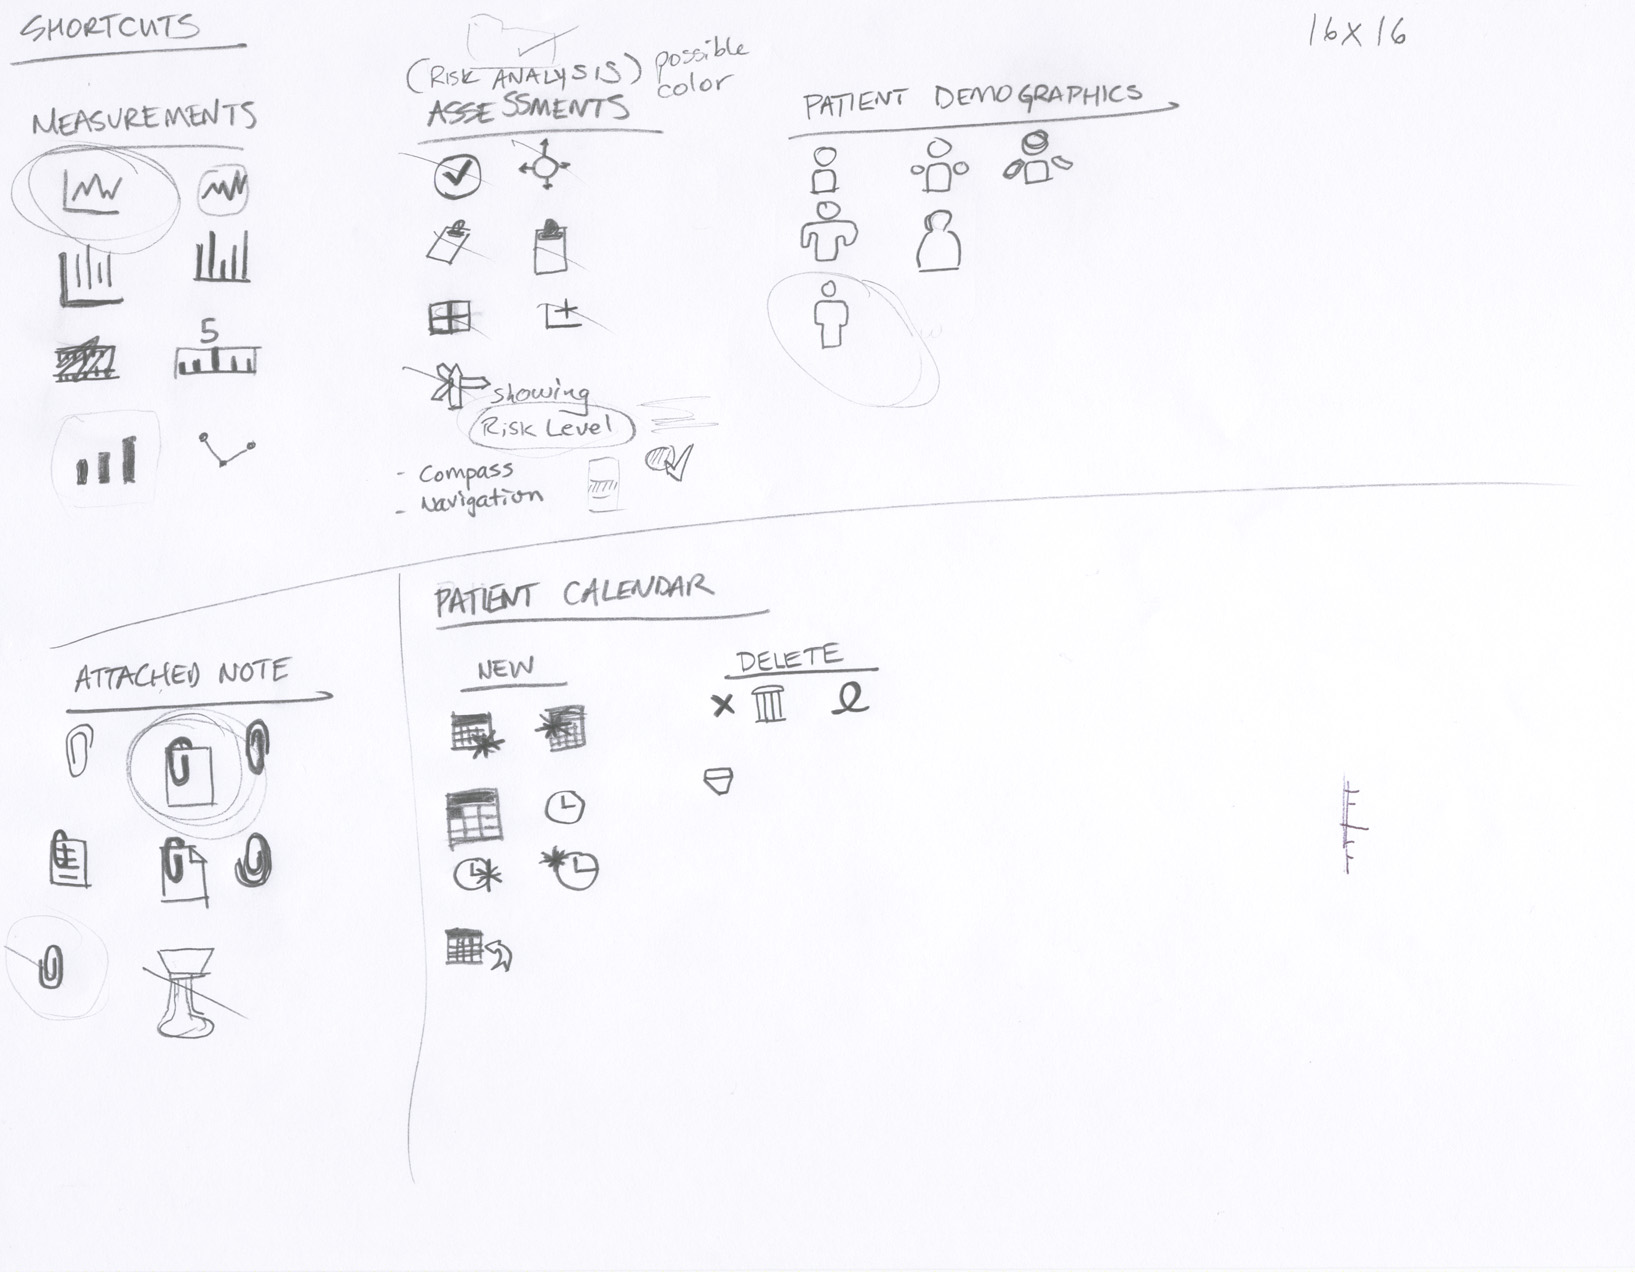 SHORTCUTS
16X16
(RISK ANALYSIS) possible
color
MEASUREMENTS
ASSESSMENTS
PATIENT DEMOGRAPHICS
5
showing
Risk Level
- Compass
- Navigation
PATIENT CALENDAR
ATTACHED NOTE
NEW
DELETE